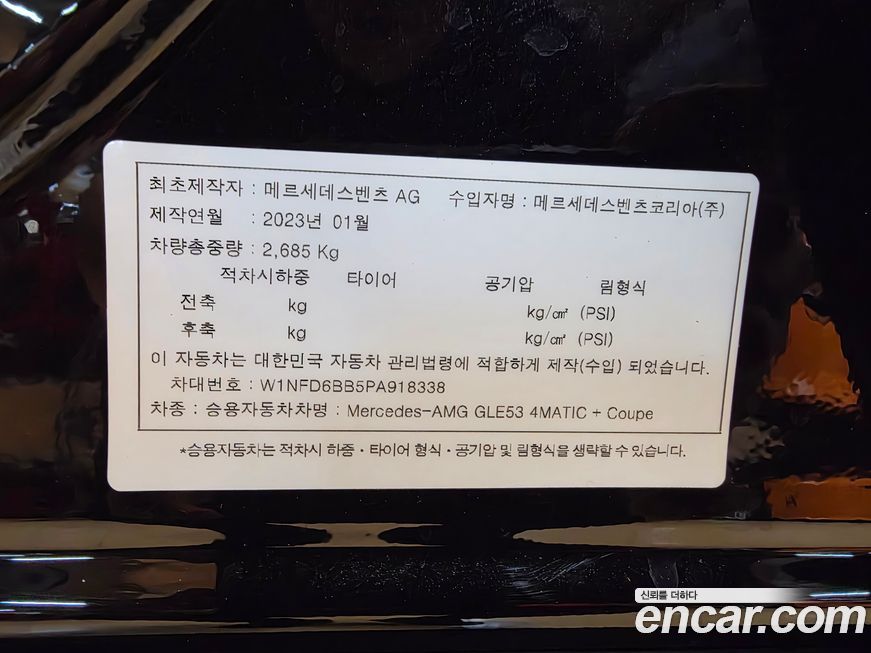 최초제작자 : 메르세데스벤츠 AG 수입자명 : 메르세데스벤츠코리아(주)
제작연월 : 2023년 01월
차량총중량 : 2,685 Kg
적차시하중 타이어 공기압 림형식
전축 kg kg/㎠ (PSI)
후축 kg kg/㎠ (PSI)
이 자동차는 대한민국 자동차 관리법령에 적합하게 제작(수입) 되었습니다.
차대번호 : W1NFD6BB5PA918338
차종 : 승용자동차차명 : Mercedes-AMG GLE53 4MATIC + Coupe
*승용자동차는 적차시 하중·타이어 형식·공기압 및 림형식을 생략할 수 있습니다.
신뢰를 더하다
encar.com